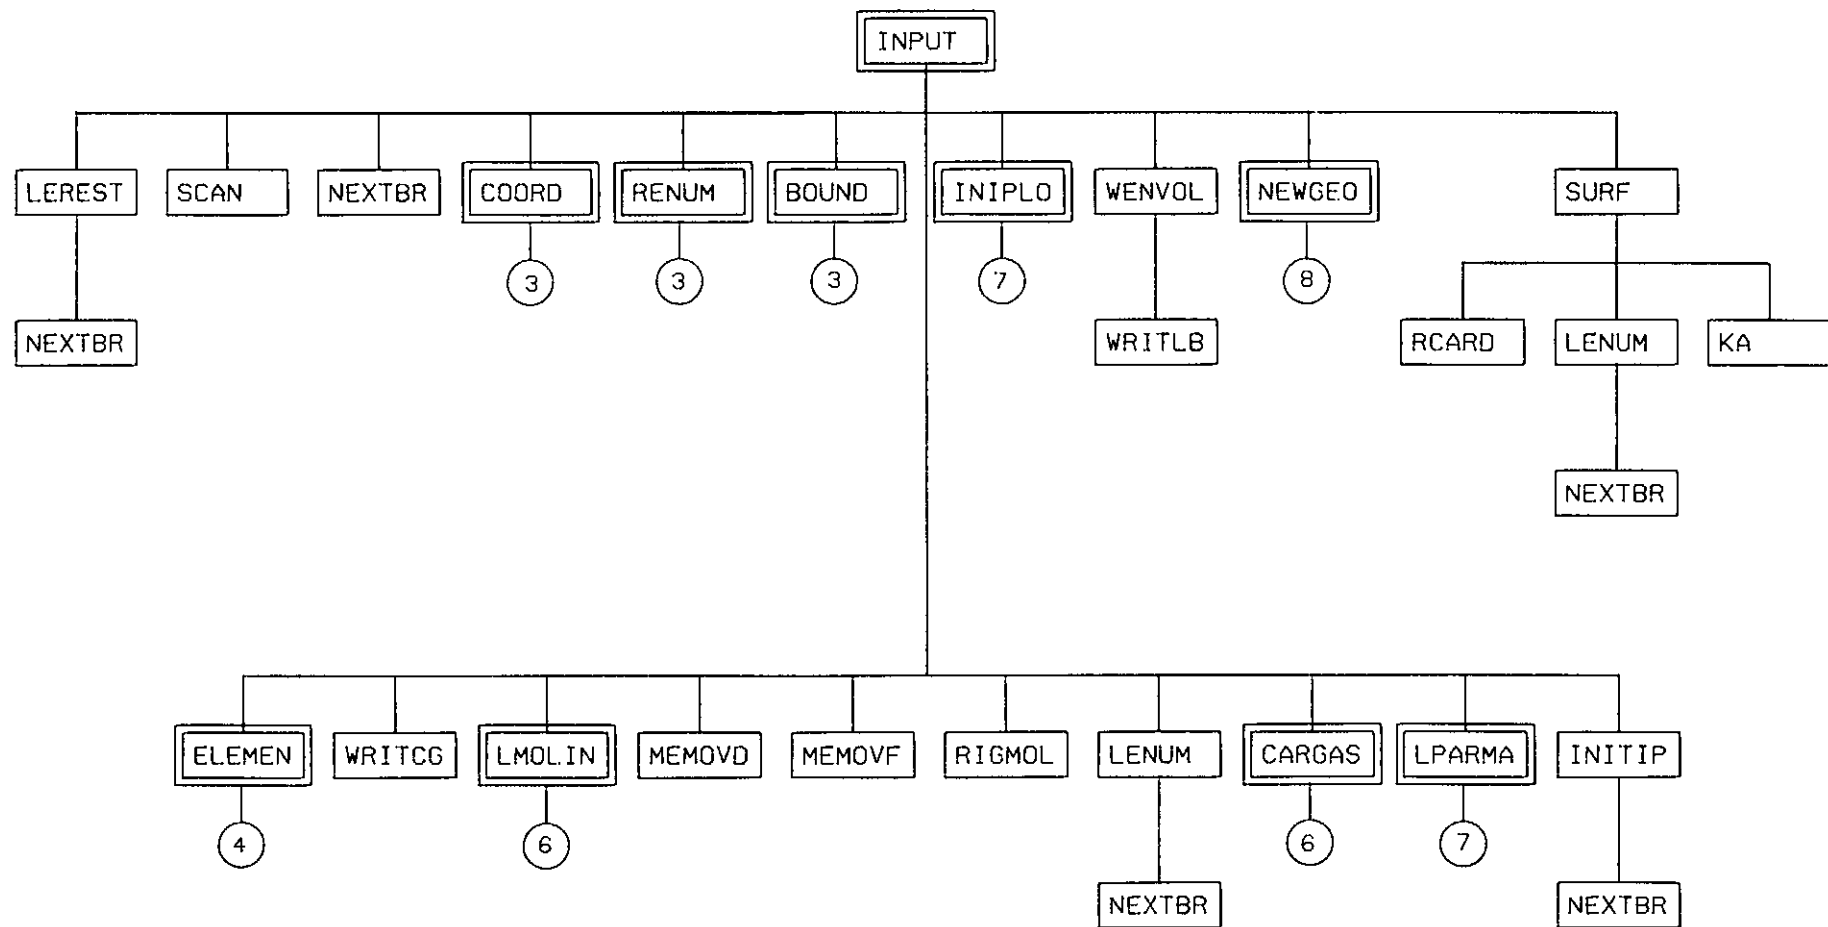 INPUT
LEREST SCAN NEXTBR COORD RENUM BOUND INIPLO WENVOL NEWGEO SURF
3 3 3 7 8
NEXTBR WRITLB RCARD LENUM KA
NEXTBR
ELEMEN WRITCG LMOLIN MEMOVD MEMOVF RIGMOL LENUM CARGAS LPARMA INITIP
4 6 6 7
NEXTBR NEXTBR